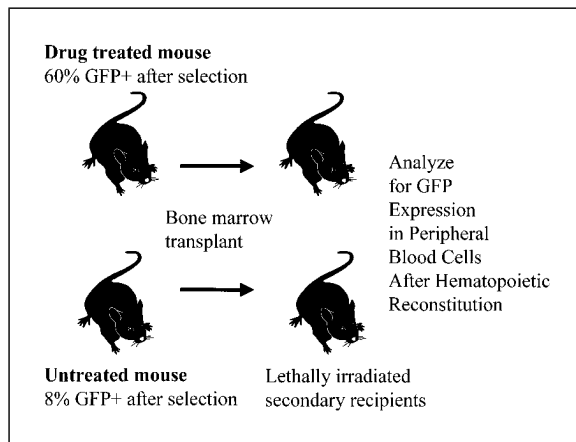 Drug treated mouse
60% GFP+ after selection
Bone marrow
transplant
Analyze
for GFP
Expression
in Peripheral
Blood Cells
After Hematopoietic
Reconstitution
Untreated mouse
8% GFP+ after selection
Lethally irradiated
secondary recipients